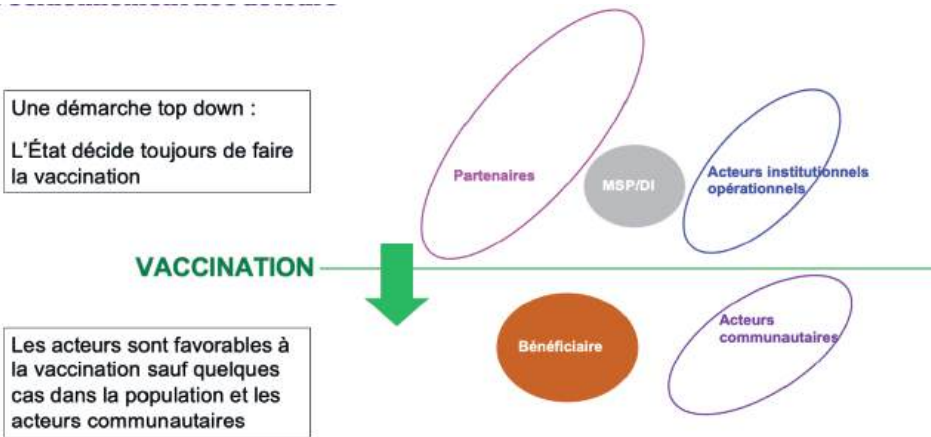 Une démarche top down :
L'État décide toujours de faire
la vaccination
Partenaires
MSP/DI
Acteurs institutionnels
opérationnels
VACCINATION
Les acteurs sont favorables à
la vaccination sauf quelques
cas dans la population et les
acteurs communautaires
Bénéficiaire
Acteurs
communautaires